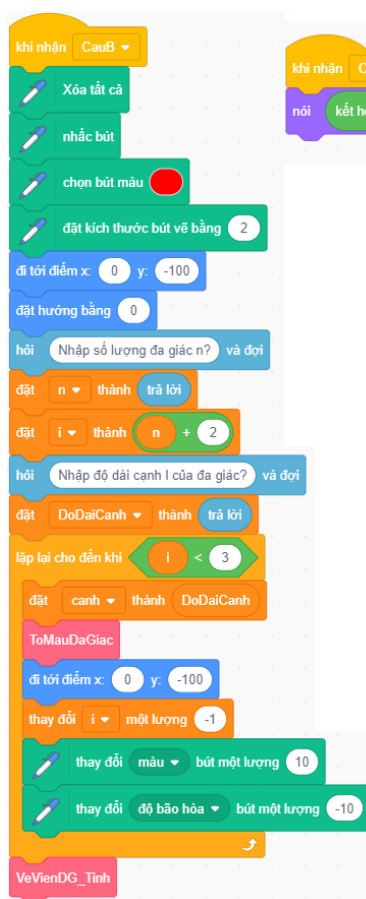 khi nhận CauB
Xóa tất cả
nhấc bút
chọn bút màu
đặt kích thước bút vẽ bằng 2
đi tới điểm x: 0 y: -100
đặt hướng bằng 0
hỏi Nhập số lượng đa giác n? và đợi
đặt n thành trả lời
đặt i thành n + 2
hỏi Nhập độ dài cạnh l của đa giác? và đợi
đặt DoDaiCanh thành trả lời
lặp lại cho đến khi i < 3
đặt canh thành DoDaiCanh
ToMauDaGiac
đi tới điểm x: 0 y: -100
thay đổi i một lượng -1
thay đổi màu bút một lượng 10
thay đổi độ bão hòa bút một lượng -10
VeVienDG_Tinh
khi nhận
nói kết